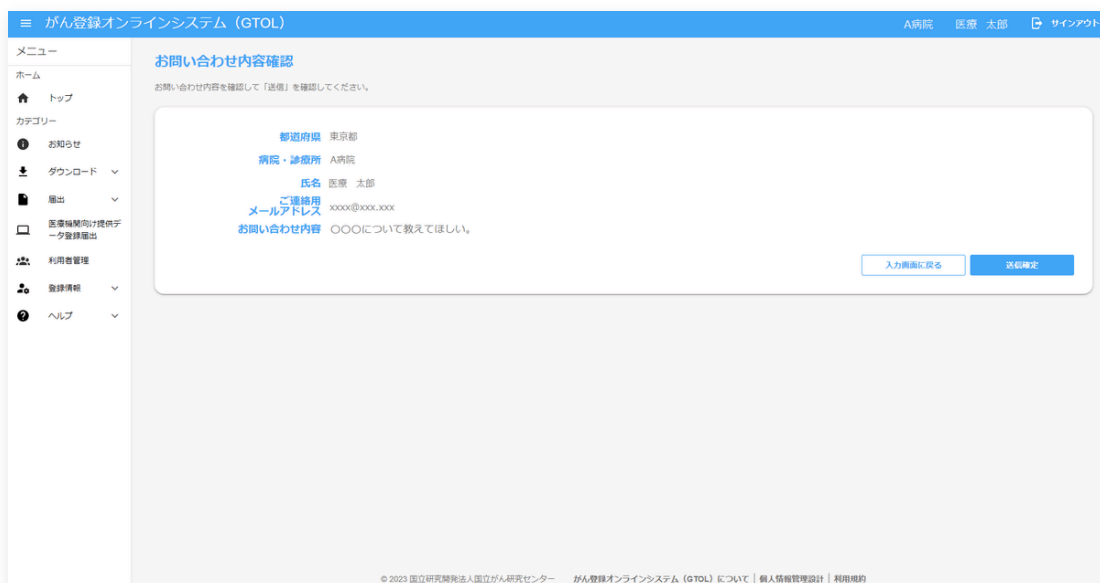 がん登録オンラインシステム（GTOL）
A病院 医療 太郎 サインアウト
メニュー
ホーム
トップ
カテゴリー
お知らせ
ダウンロード
届出
医療機関向け提供デ
ータ登録届出
利用者管理
登録情報
ヘルプ
お問い合わせ内容確認
お問い合わせ内容を確認して「送信」を確認してください。
都道府県 東京都
病院・診療所 A病院
氏名 医療 太郎
ご連絡用
メールアドレス xxxx@xxx.xxx
お問い合わせ内容 〇〇〇について教えてほしい。
入力画面に戻る 送信確定
© 2023 国立研究開発法人国立がん研究センター がん登録オンラインシステム（GTOL）について | 個人情報管理設計 | 利用規約